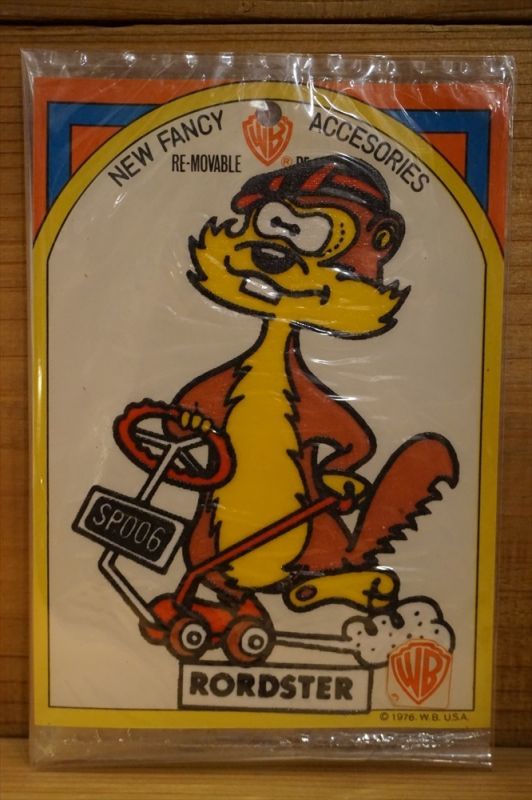 NEW FANCY WB ACCESORIES
RE-MOVABLE ®
SP006
RORDSTER
WB
© 1976. W.B. U.S.A.